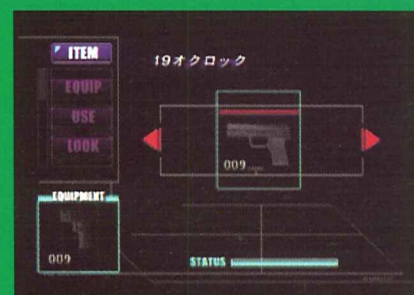 ITEM
19オクロック
EQUIP
USE
LOOK
009
EQUIPMENT
009
STATUS